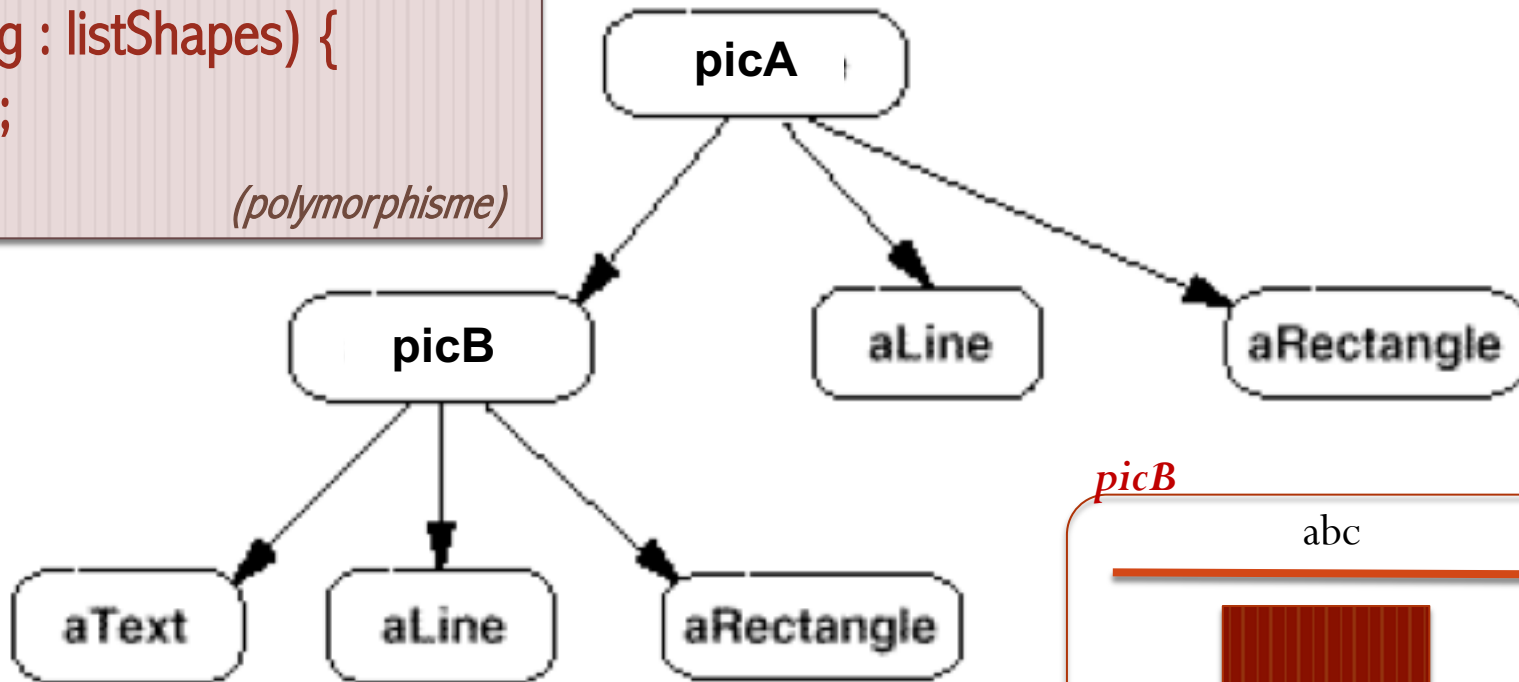 g : listShapes) {
;
(polymorphisme)
picA
picB
aLine
aRectangle
aText
aLine
aRectangle
picB
abc